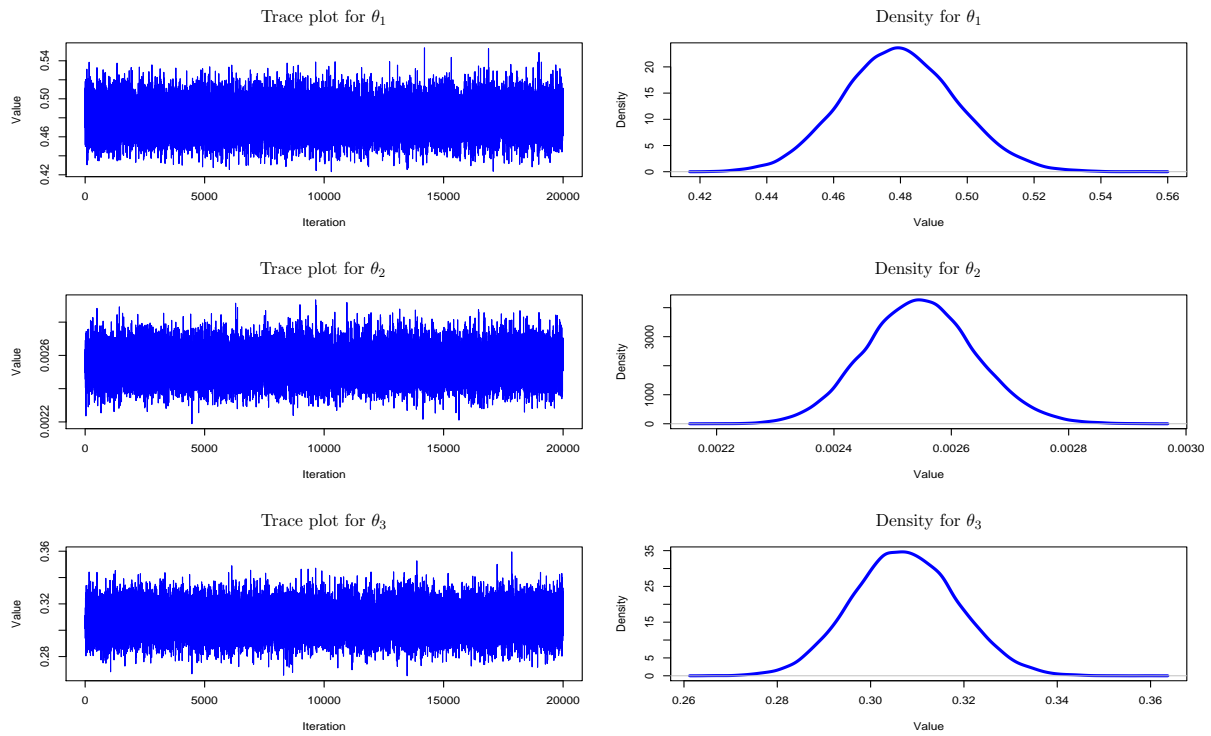 Trace plot for θ1
Value
0.42 0.46 0.50 0.54
0 5000 10000 15000 20000
Iteration
Density for θ1
Density
0 5 10 15 20
0.42 0.44 0.46 0.48 0.50 0.52 0.54 0.56
Value
Trace plot for θ2
Value
0.0022 0.0026
0 5000 10000 15000 20000
Iteration
Density for θ2
Density
0 1000 3000
0.0022 0.0024 0.0026 0.0028 0.0030
Value
Trace plot for θ3
Value
0.28 0.32 0.36
0 5000 10000 15000 20000
Iteration
Density for θ3
Density
0 5 15 25 35
0.26 0.28 0.30 0.32 0.34 0.36
Value